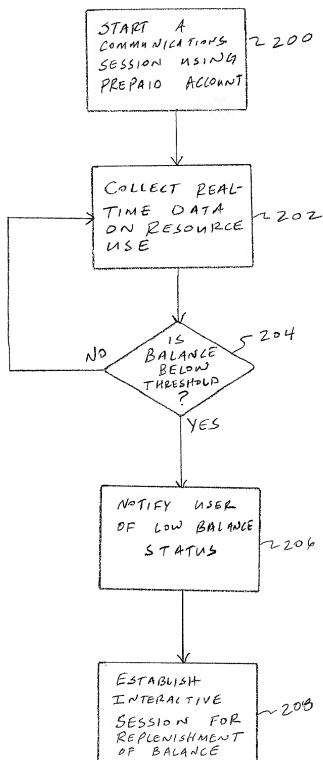 START A
COMMUNICATIONS
SESSION USING
PREPAID ACCOUNT
200
COLLECT REAL-
TIME DATA
ON RESOURCE
USE
202
IS
BALANCE
BELOW
THRESHOLD
?
204
NO
YES
NOTIFY USER
OF LOW BALANCE
STATUS
206
ESTABLISH
INTERACTIVE
SESSION FOR
REPLENISHMENT
OF BALANCE
208